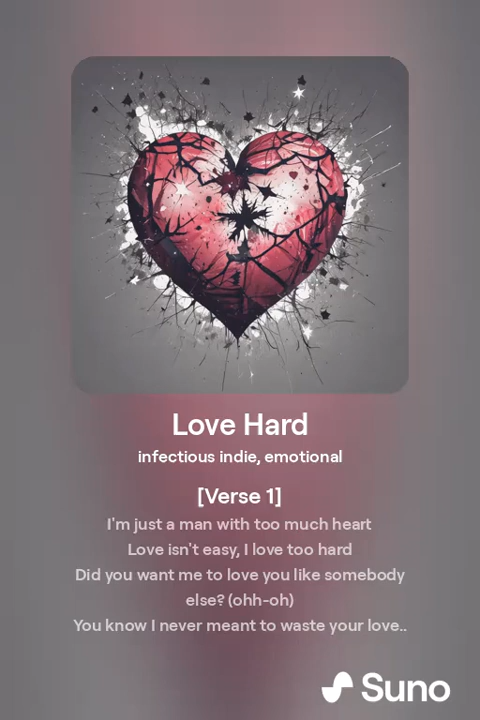 Love Hard
infectious indie, emotional
[Verse 1]
I'm just a man with too much heart
Love isn't easy, I love too hard
Did you want me to love you like somebody
else? (ohh-oh)
You know I never meant to waste your love..
Suno